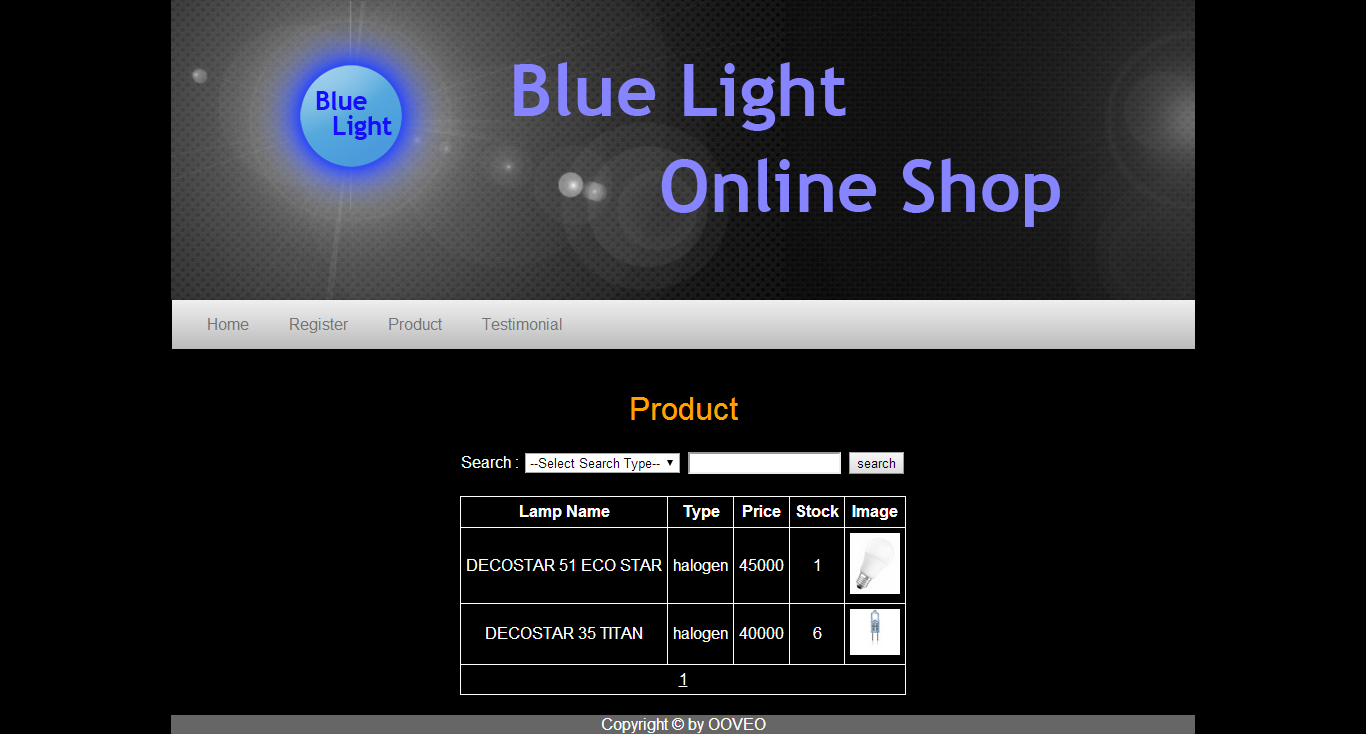 Blue
Light
Blue Light
Online Shop
Home Register Product Testimonial
Product
Search : --Select Search Type-- search
Lamp Name Type Price Stock Image
DECOSTAR 51 ECO STAR halogen 45000 1
DECOSTAR 35 TITAN halogen 40000 6
1
Copyright © by OOVEO